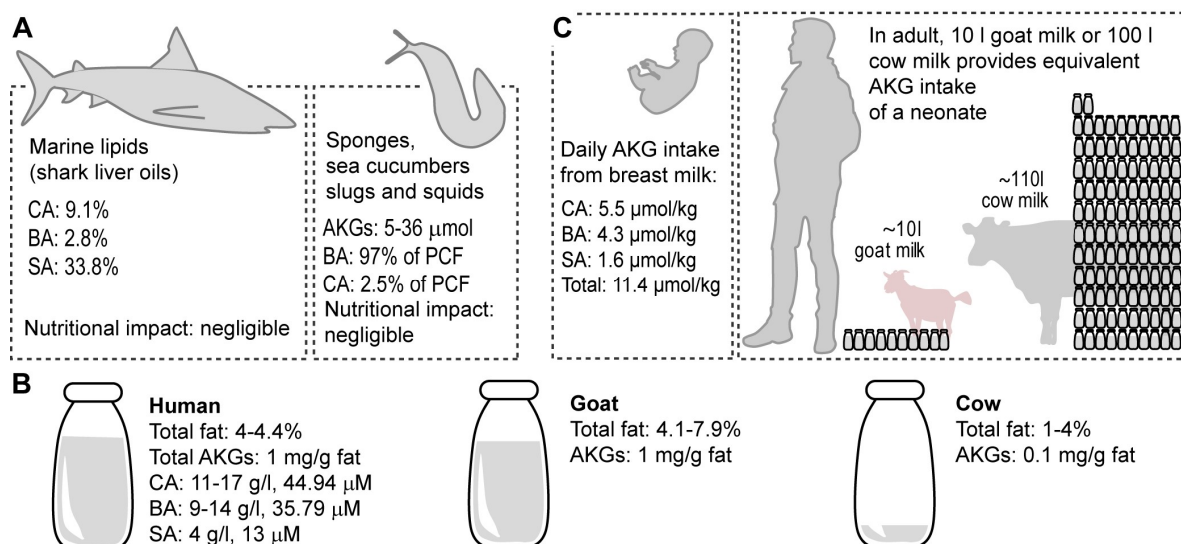 A
Marine lipids
(shark liver oils)
CA: 9.1%
BA: 2.8%
SA: 33.8%
Nutritional impact: negligible
Sponges,
sea cucumbers
slugs and squids
AKGs: 5-36 μmol
BA: 97% of PCF
CA: 2.5% of PCF
Nutritional impact:
negligible
C
Daily AKG intake
from breast milk:
CA: 5.5 μmol/kg
BA: 4.3 μmol/kg
SA: 1.6 μmol/kg
Total: 11.4 μmol/kg
In adult, 10 l goat milk or 100 l
cow milk provides equivalent
AKG intake
of a neonate
~10l
goat milk
~110l
cow milk
B
Human
Total fat: 4-4.4%
Total AKGs: 1 mg/g fat
CA: 11-17 g/l, 44.94 μM
BA: 9-14 g/l, 35.79 μM
SA: 4 g/l, 13 μM
Goat
Total fat: 4.1-7.9%
AKGs: 1 mg/g fat
Cow
Total fat: 1-4%
AKGs: 0.1 mg/g fat